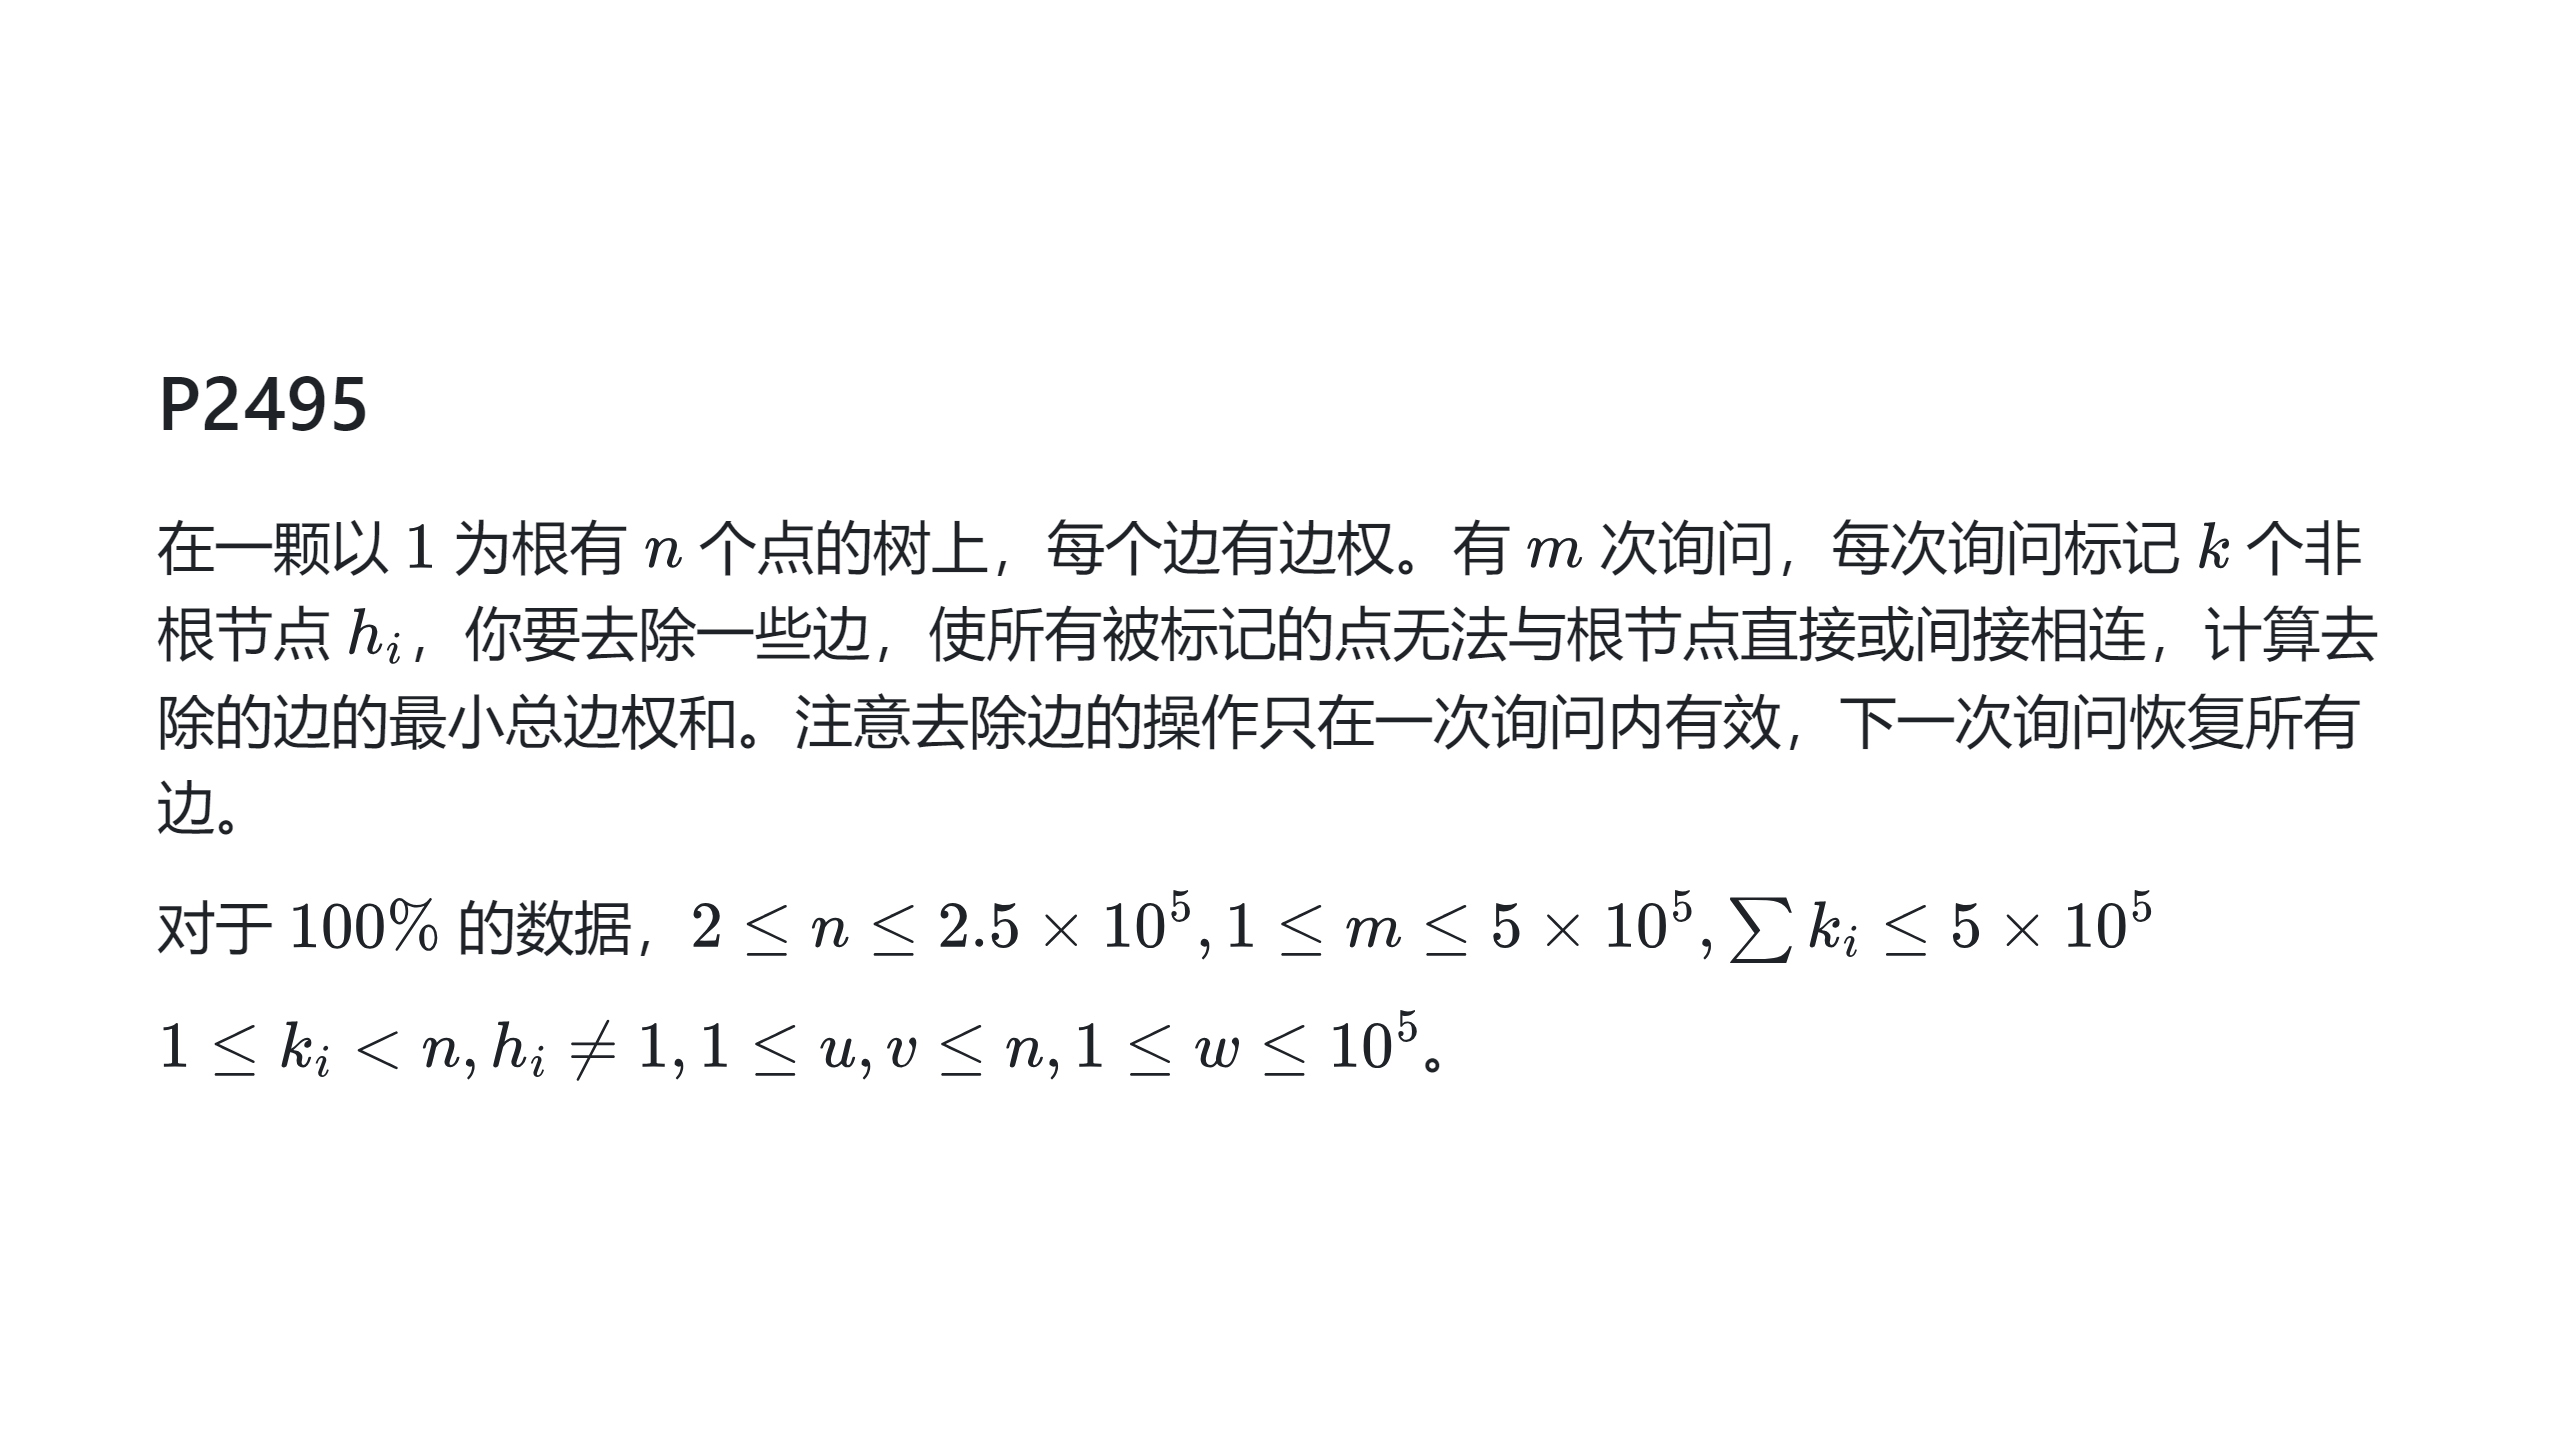 P2495
在一颗以 1 为根有 n 个点的树上，每个边有边权。有 m 次询问，每次询问标记 k 个非
根节点 h_i，你要去除一些边，使所有被标记的点无法与根节点直接或间接相连，计算去
除的边的最小总边权和。注意去除边的操作只在一次询问内有效，下一次询问恢复所有
边。
对于 100% 的数据，2 ≤ n ≤ 2.5 × 10^5, 1 ≤ m ≤ 5 × 10^5, ∑ k_i ≤ 5 × 10^5
1 ≤ k_i < n, h_i ≠ 1, 1 ≤ u, v ≤ n, 1 ≤ w ≤ 10^5。